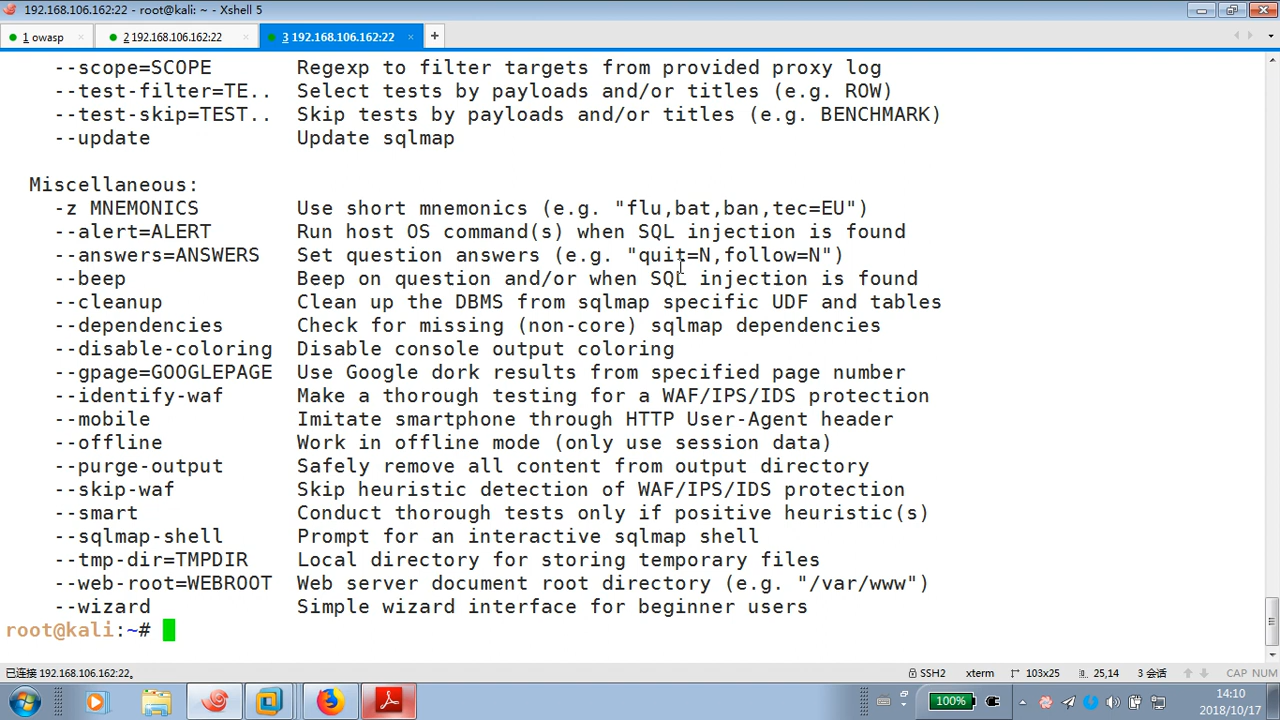 192.168.106.162:22 - root@kali: ~ - Xshell 5
1 owasp
2 192.168.106.162:22
3 192.168.106.162:22
--scope=SCOPE Regexp to filter targets from provided proxy log
--test-filter=TE.. Select tests by payloads and/or titles (e.g. ROW)
--test-skip=TEST.. Skip tests by payloads and/or titles (e.g. BENCHMARK)
--update Update sqlmap
Miscellaneous:
-z MNEMONICS Use short mnemonics (e.g. "flu,bat,ban,tec=EU")
--alert=ALERT Run host OS command(s) when SQL injection is found
--answers=ANSWERS Set question answers (e.g. "quit=N,follow=N")
--beep Beep on question and/or when SQL injection is found
--cleanup Clean up the DBMS from sqlmap specific UDF and tables
--dependencies Check for missing (non-core) sqlmap dependencies
--disable-coloring Disable console output coloring
--gpage=GOOGLEPAGE Use Google dork results from specified page number
--identify-waf Make a thorough testing for a WAF/IPS/IDS protection
--mobile Imitate smartphone through HTTP User-Agent header
--offline Work in offline mode (only use session data)
--purge-output Safely remove all content from output directory
--skip-waf Skip heuristic detection of WAF/IPS/IDS protection
--smart Conduct thorough tests only if positive heuristic(s)
--sqlmap-shell Prompt for an interactive sqlmap shell
--tmp-dir=TMPDIR Local directory for storing temporary files
--web-root=WEBROOT Web server document root directory (e.g. "/var/www")
--wizard Simple wizard interface for beginner users
root@kali:~#
已连接 192.168.106.162:22。 SSH2 xterm 103x25 25,14 3 会话 CAP NUM
100%
14:10
2018/10/17